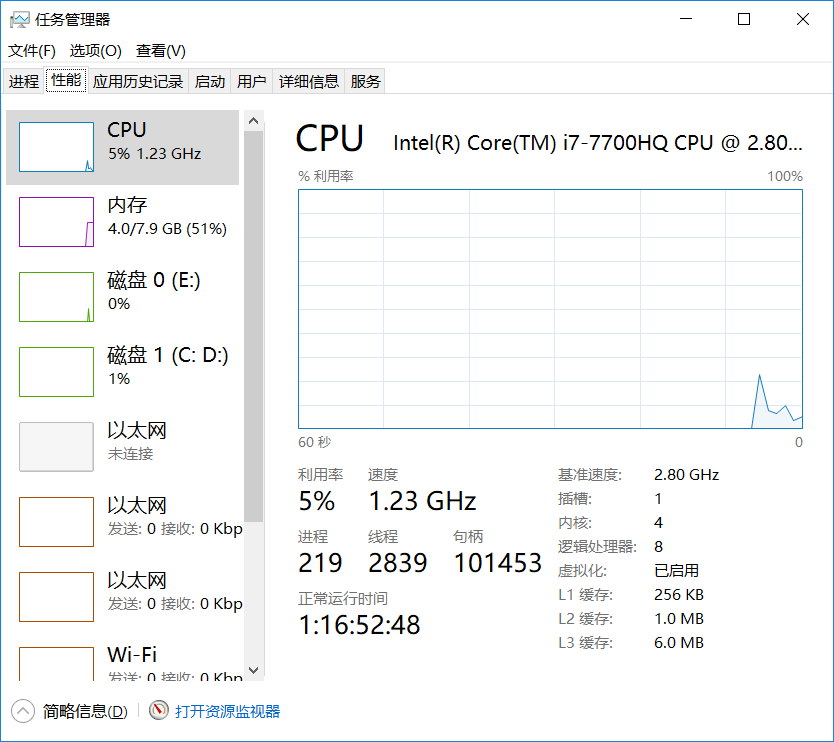 任务管理器
文件(F) 选项(O) 查看(V)
进程 性能 应用历史记录 启动 用户 详细信息 服务
CPU
5% 1.23 GHz
内存
4.0/7.9 GB (51%)
磁盘 0 (E:)
0%
磁盘 1 (C: D:)
1%
以太网
未连接
以太网
发送: 0 接收: 0 Kbp
以太网
发送: 0 接收: 0 Kbp
Wi-Fi
发送: 0 接收: 0 Kbp
CPU Intel(R) Core(TM) i7-7700HQ CPU @ 2.80...
% 利用率 100%
60 秒 0
利用率 速度
5% 1.23 GHz
进程 线程 句柄
219 2839 101453
正常运行时间
1:16:52:48
基准速度: 2.80 GHz
插槽: 1
内核: 4
逻辑处理器: 8
虚拟化: 已启用
L1 缓存: 256 KB
L2 缓存: 1.0 MB
L3 缓存: 6.0 MB
简略信息(D) 打开资源监视器